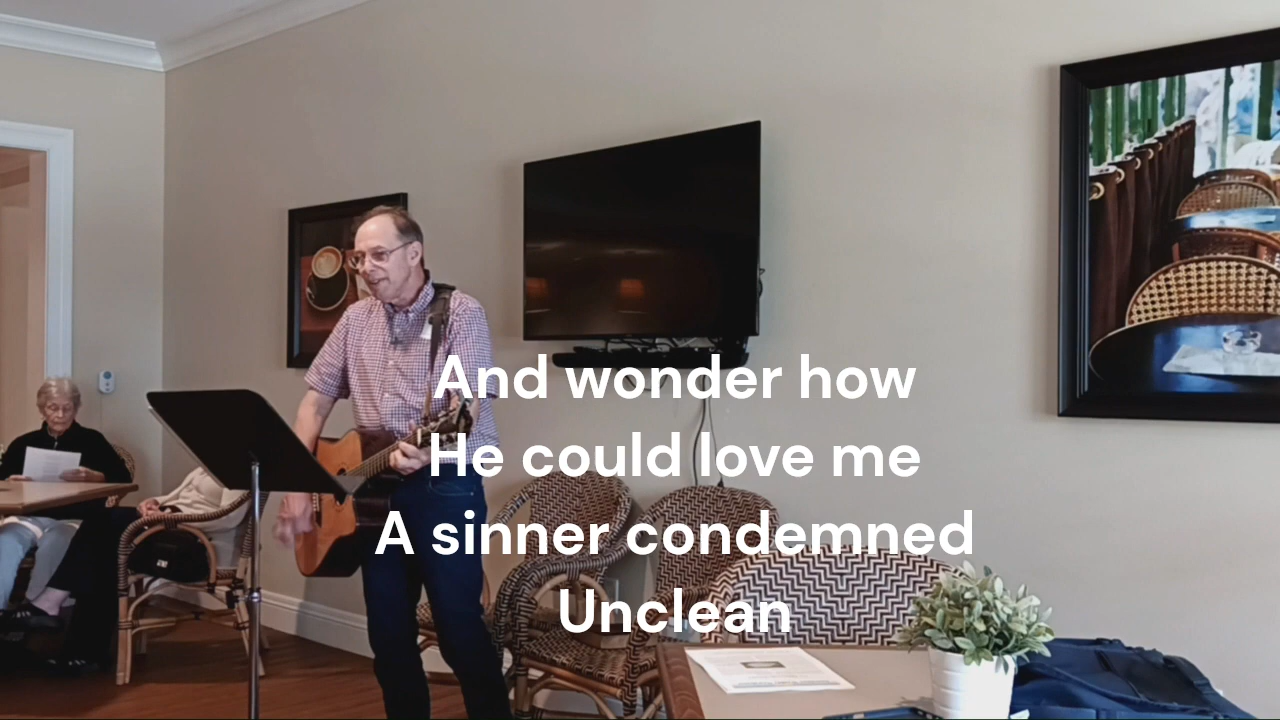 And wonder how
He could love me
A sinner condemned
Unclean